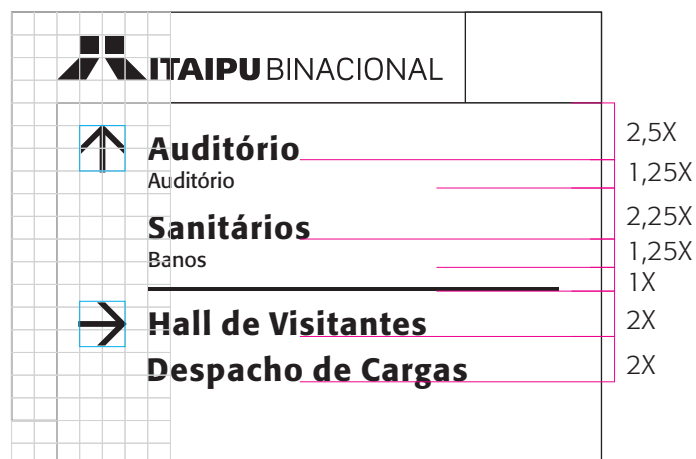 ITAIPU BINACIONAL
2,5X
Auditório
Auditório
1,25X
Sanitários
2,25X
Banos
1,25X
1X
Hall de Visitantes
2X
Despacho de Cargas
2X